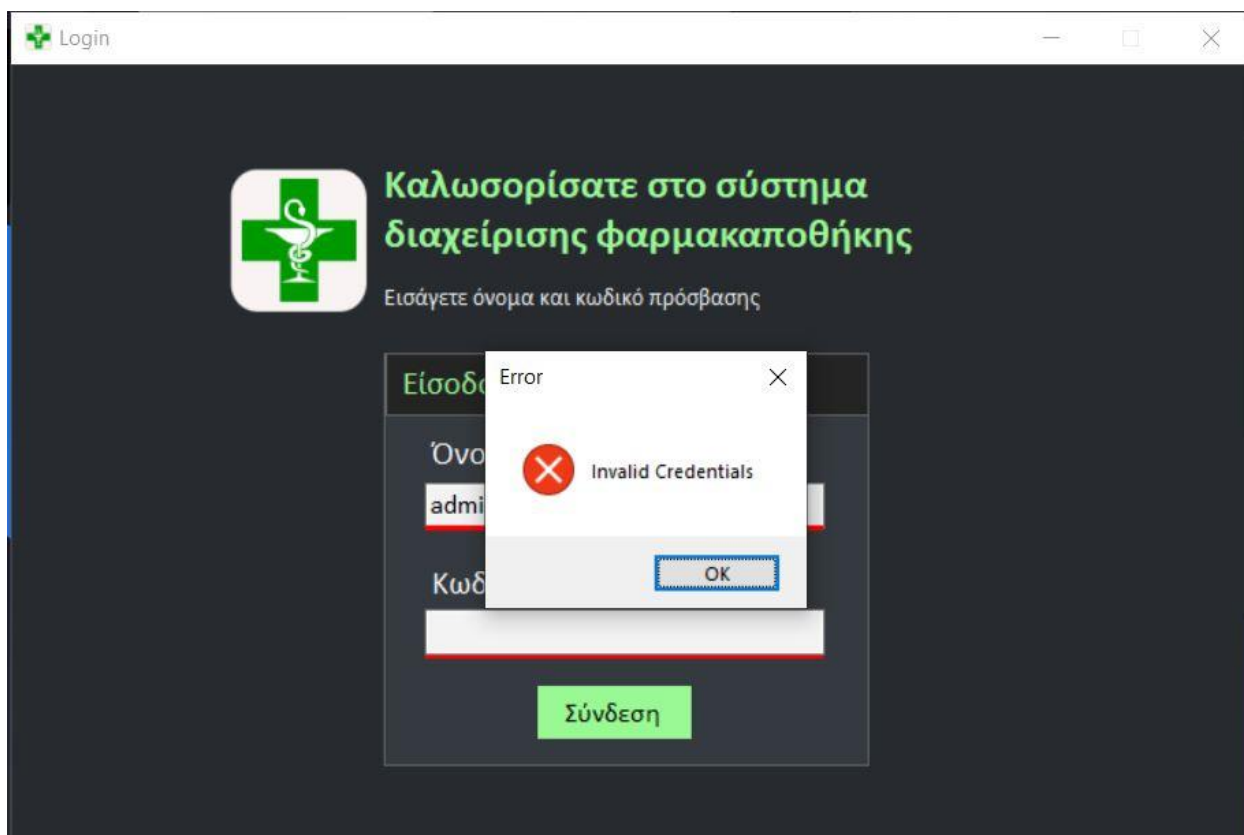 Login
Καλωσορίσατε στο σύστημα
διαχείρισης φαρμακαποθήκης
Εισάγετε όνομα και κωδικό πρόσβασης
Error
Invalid Credentials
OK
Σύνδεση